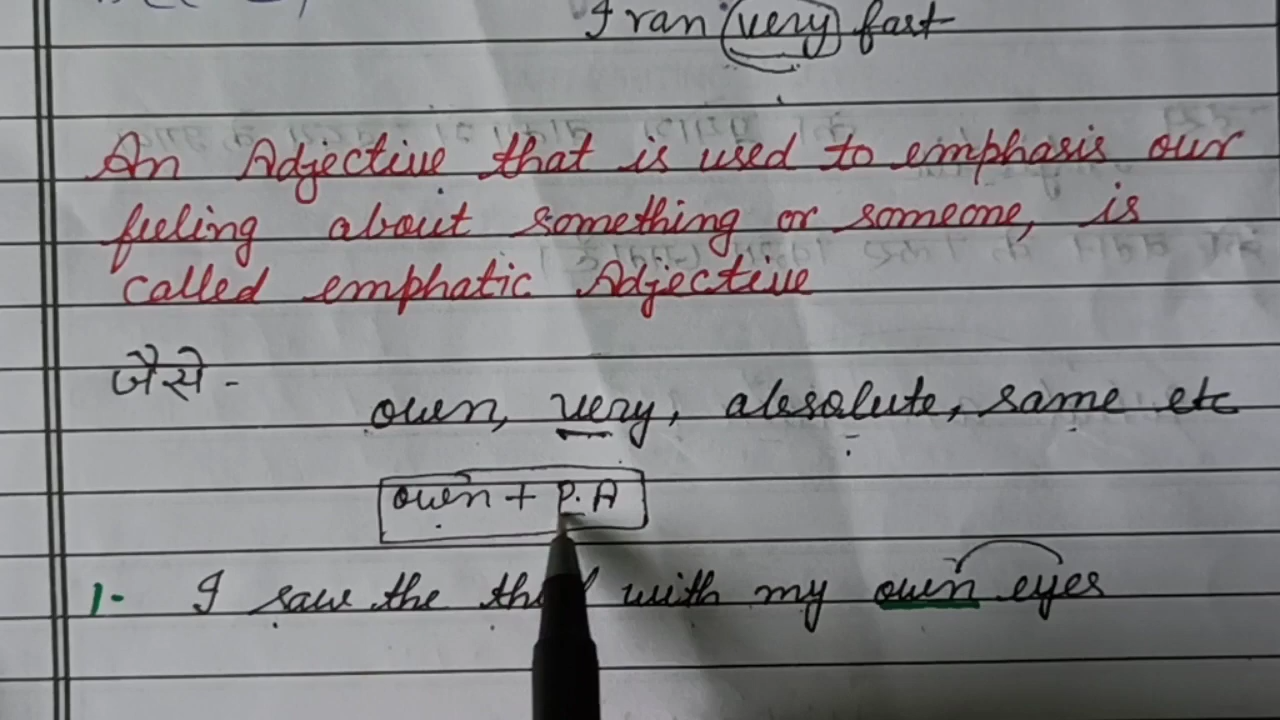 I ran very fast
An Adjective that is used to emphasis our
feeling about something or someone, is
called emphatic Adjective
जैसे -
own, very, absolute, same etc
own + P.A
1- I saw the with my own eyes